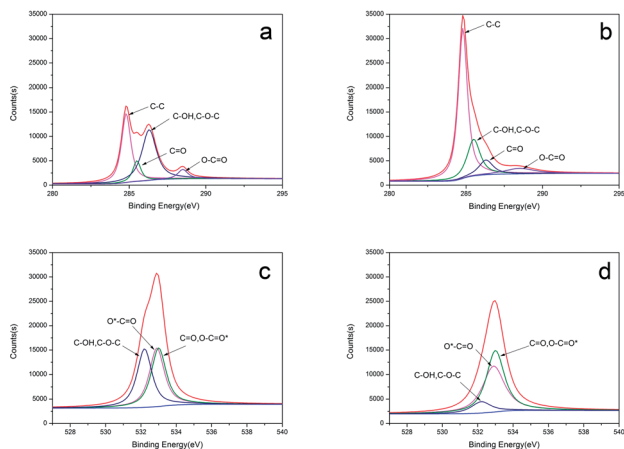 a
35000
30000
25000
20000
15000
10000
5000
0
Counts(s)
C-C
C-OH,C-O-C
C=O
O-C=O
280 285 290 295
Binding Energy(eV)
b
35000
30000
25000
20000
15000
10000
5000
0
Counts(s)
C-C
C-OH,C-O-C
C=O
O-C=O
280 285 290 295
Binding Energy(eV)
c
35000
30000
25000
20000
15000
10000
5000
0
Counts(s)
O*-C=O
C-OH,C-O-C
C=O,O-C=O*
528 530 532 534 536 538 540
Binding Energy(eV)
d
35000
30000
25000
20000
15000
10000
5000
0
Counts(s)
O*-C=O
C=O,O-C=O*
C-OH,C-O-C
528 530 532 534 536 538 540
Binding Energy(eV)